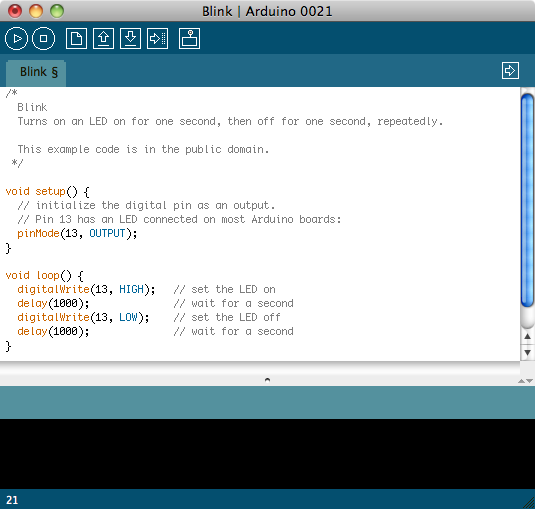 Blink | Arduino 0021
Blink §
/*
  Blink
  Turns on an LED on for one second, then off for one second, repeatedly.

  This example code is in the public domain.
 */

void setup() {
  // initialize the digital pin as an output.
  // Pin 13 has an LED connected on most Arduino boards:
  pinMode(13, OUTPUT);
}

void loop() {
  digitalWrite(13, HIGH);   // set the LED on
  delay(1000);              // wait for a second
  digitalWrite(13, LOW);    // set the LED off
  delay(1000);              // wait for a second
}
21